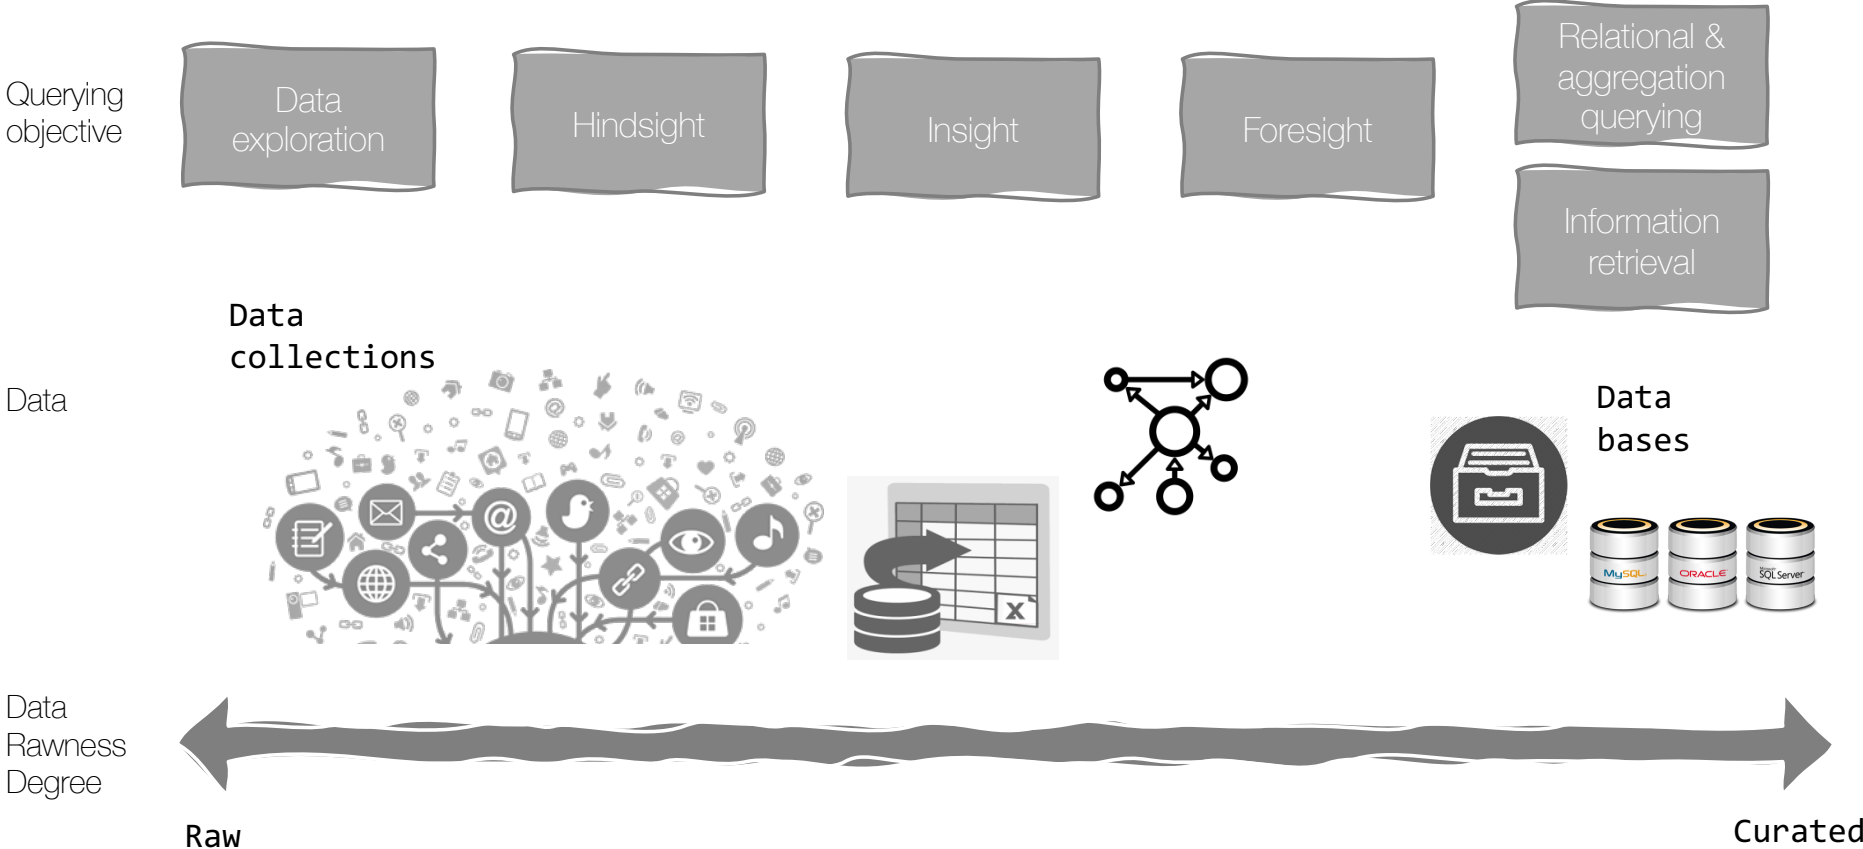 Querying
objective
Data
exploration
Hindsight
Insight
Foresight
Relational &
aggregation
querying
Information
retrieval
Data
Data
collections
@
X
Data
bases
MySQL
ORACLE
Microsoft
SQL Server
Data
Rawness
Degree
Raw
Curated